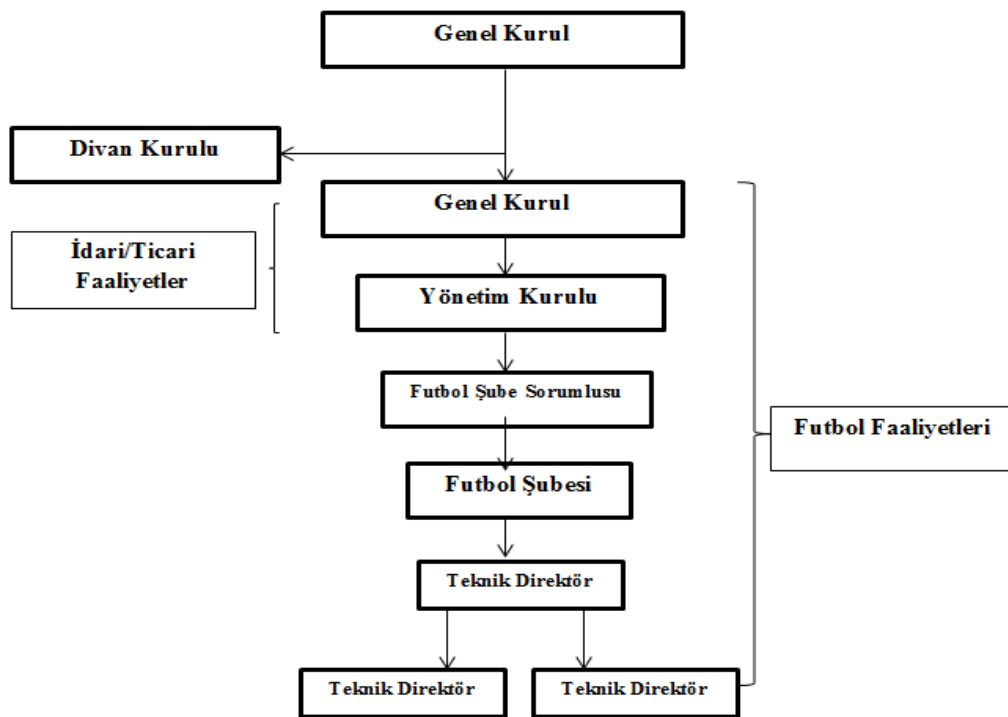 Genel Kurul
Divan Kurulu
Genel Kurul
İdari/Ticari
Faaliyetler
Yönetim Kurulu
Futbol Şube Sorumlusu
Futbol Faaliyetleri
Futbol Şubesi
Teknik Direktör
Teknik Direktör
Teknik Direktör